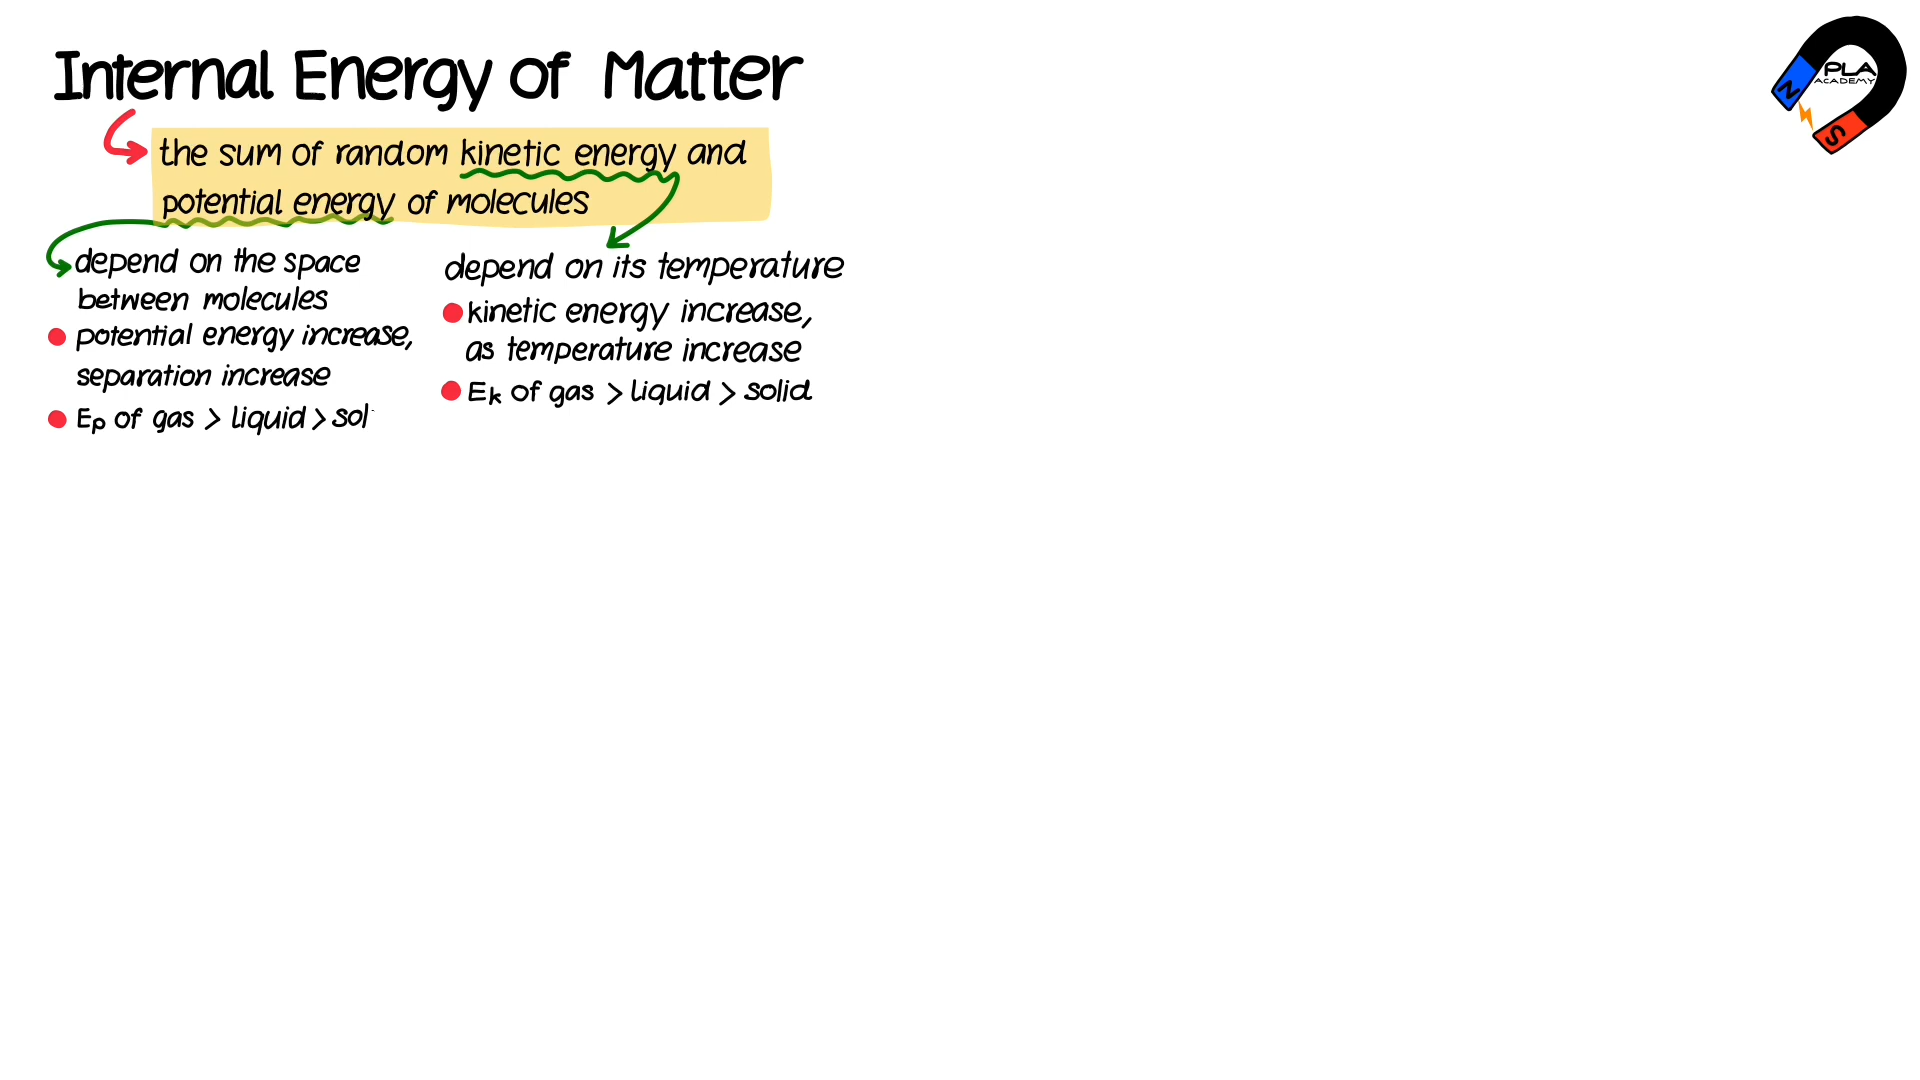 Internal Energy of Matter
the sum of random kinetic energy and
potential energy of molecules
depend on the space
between molecules
potential energy increase,
separation increase
Ep of gas > liquid > sol
depend on its temperature
kinetic energy increase,
as temperature increase
Ek of gas > liquid > solid
PLA
ACADEMY
N
S